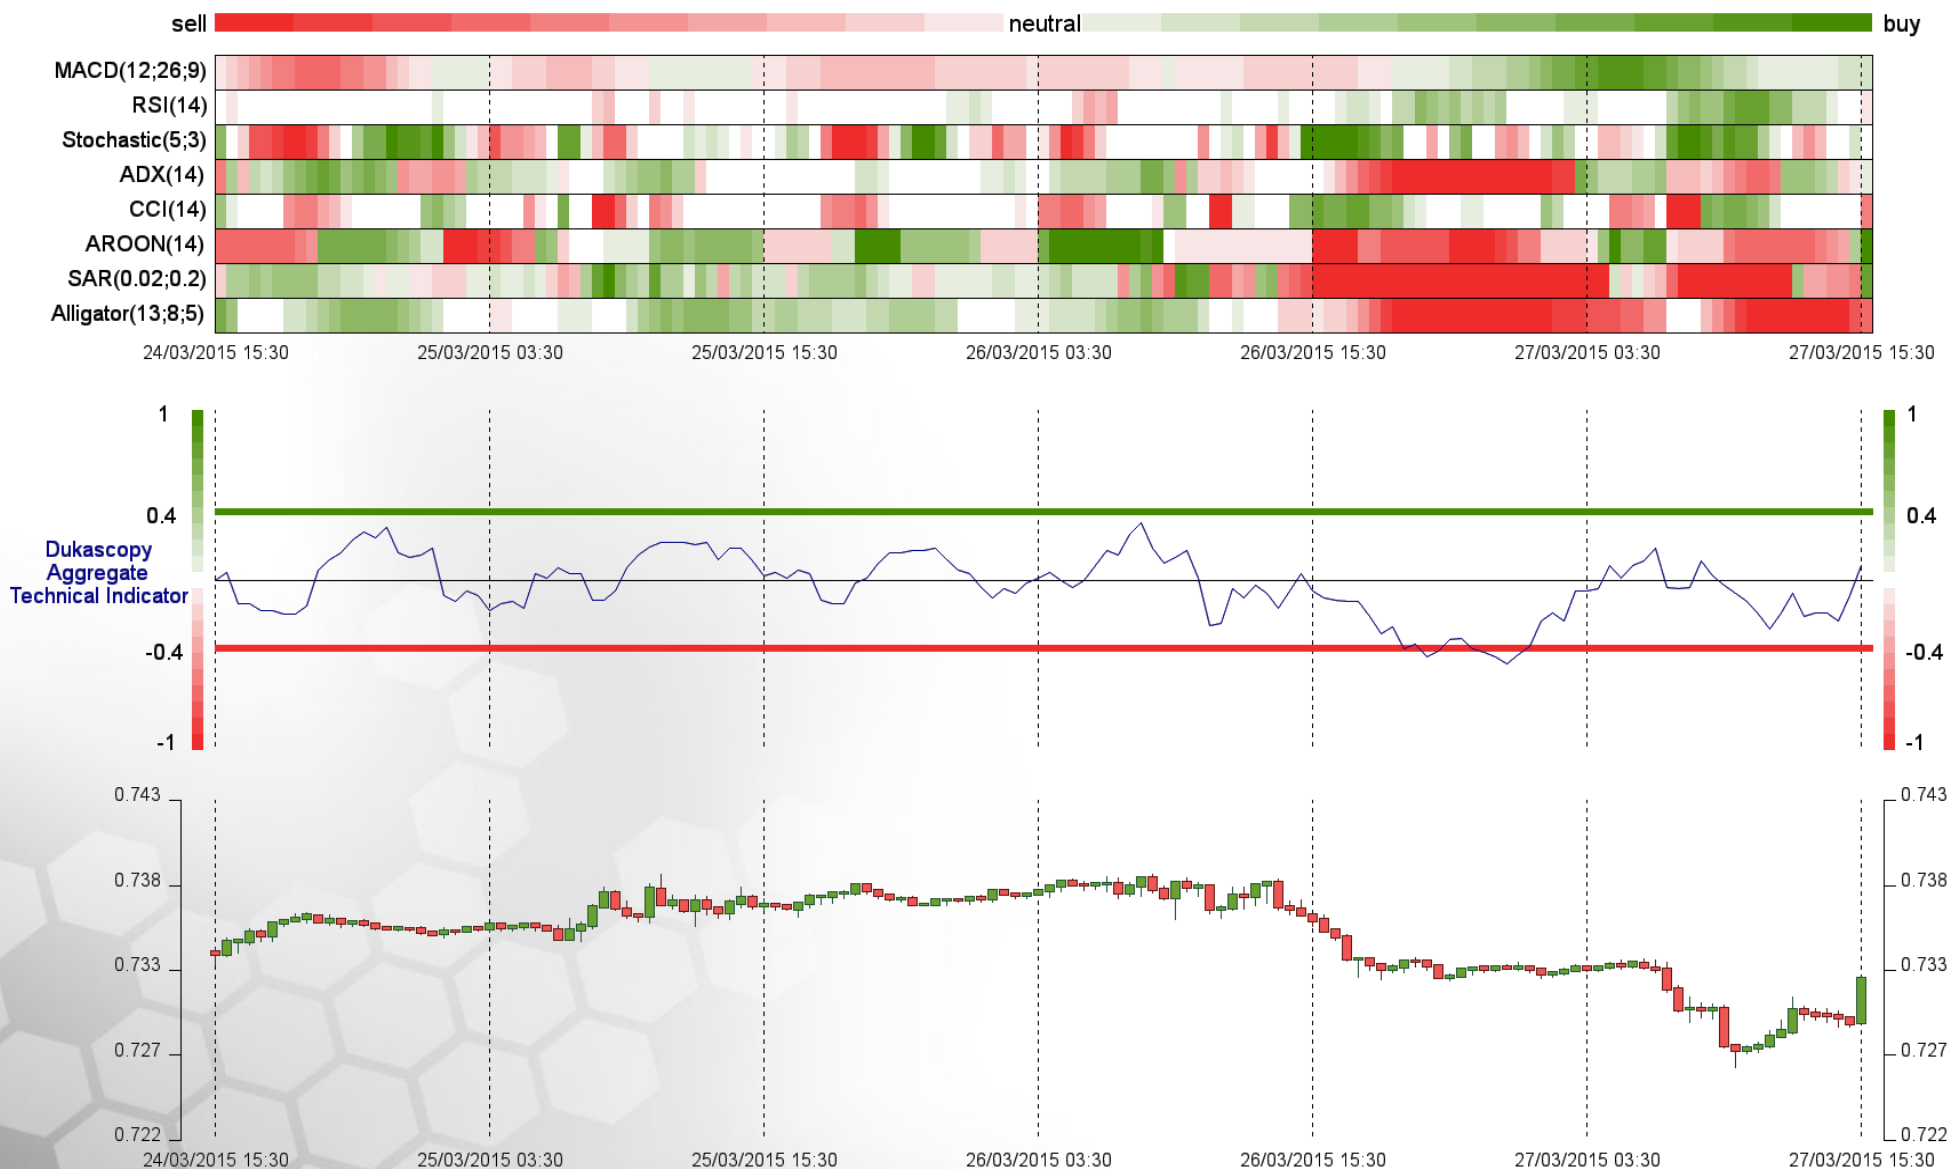 sell neutral buy
MACD(12;26;9)
RSI(14)
Stochastic(5;3)
ADX(14)
CCI(14)
AROON(14)
SAR(0.02;0.2)
Alligator(13;8;5)
24/03/2015 15:30 25/03/2015 03:30 25/03/2015 15:30 26/03/2015 03:30 26/03/2015 15:30 27/03/2015 03:30 27/03/2015 15:30
1 1
0.4 0.4
Dukascopy
Aggregate
Technical Indicator
-0.4 -0.4
-1 -1
0.743 0.743
0.738 0.738
0.733 0.733
0.727 0.727
0.722 0.722
24/03/2015 15:30 25/03/2015 03:30 25/03/2015 15:30 26/03/2015 03:30 26/03/2015 15:30 27/03/2015 03:30 27/03/2015 15:30